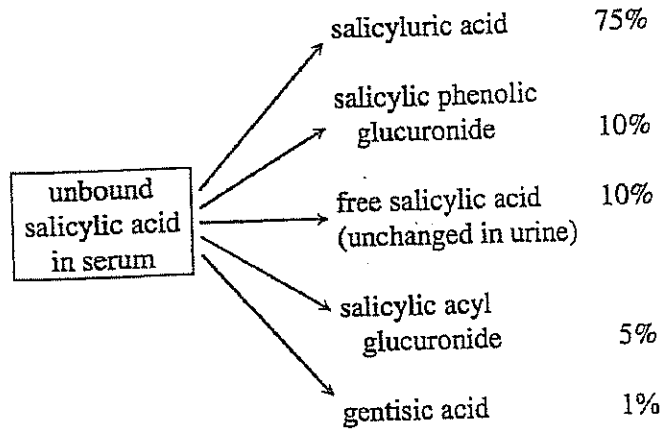 salicyluric acid 75%
salicylic phenolic
glucuronide 10%
unbound
salicylic acid
in serum
free salicylic acid 10%
(unchanged in urine)
salicylic acyl
glucuronide 5%
gentisic acid 1%